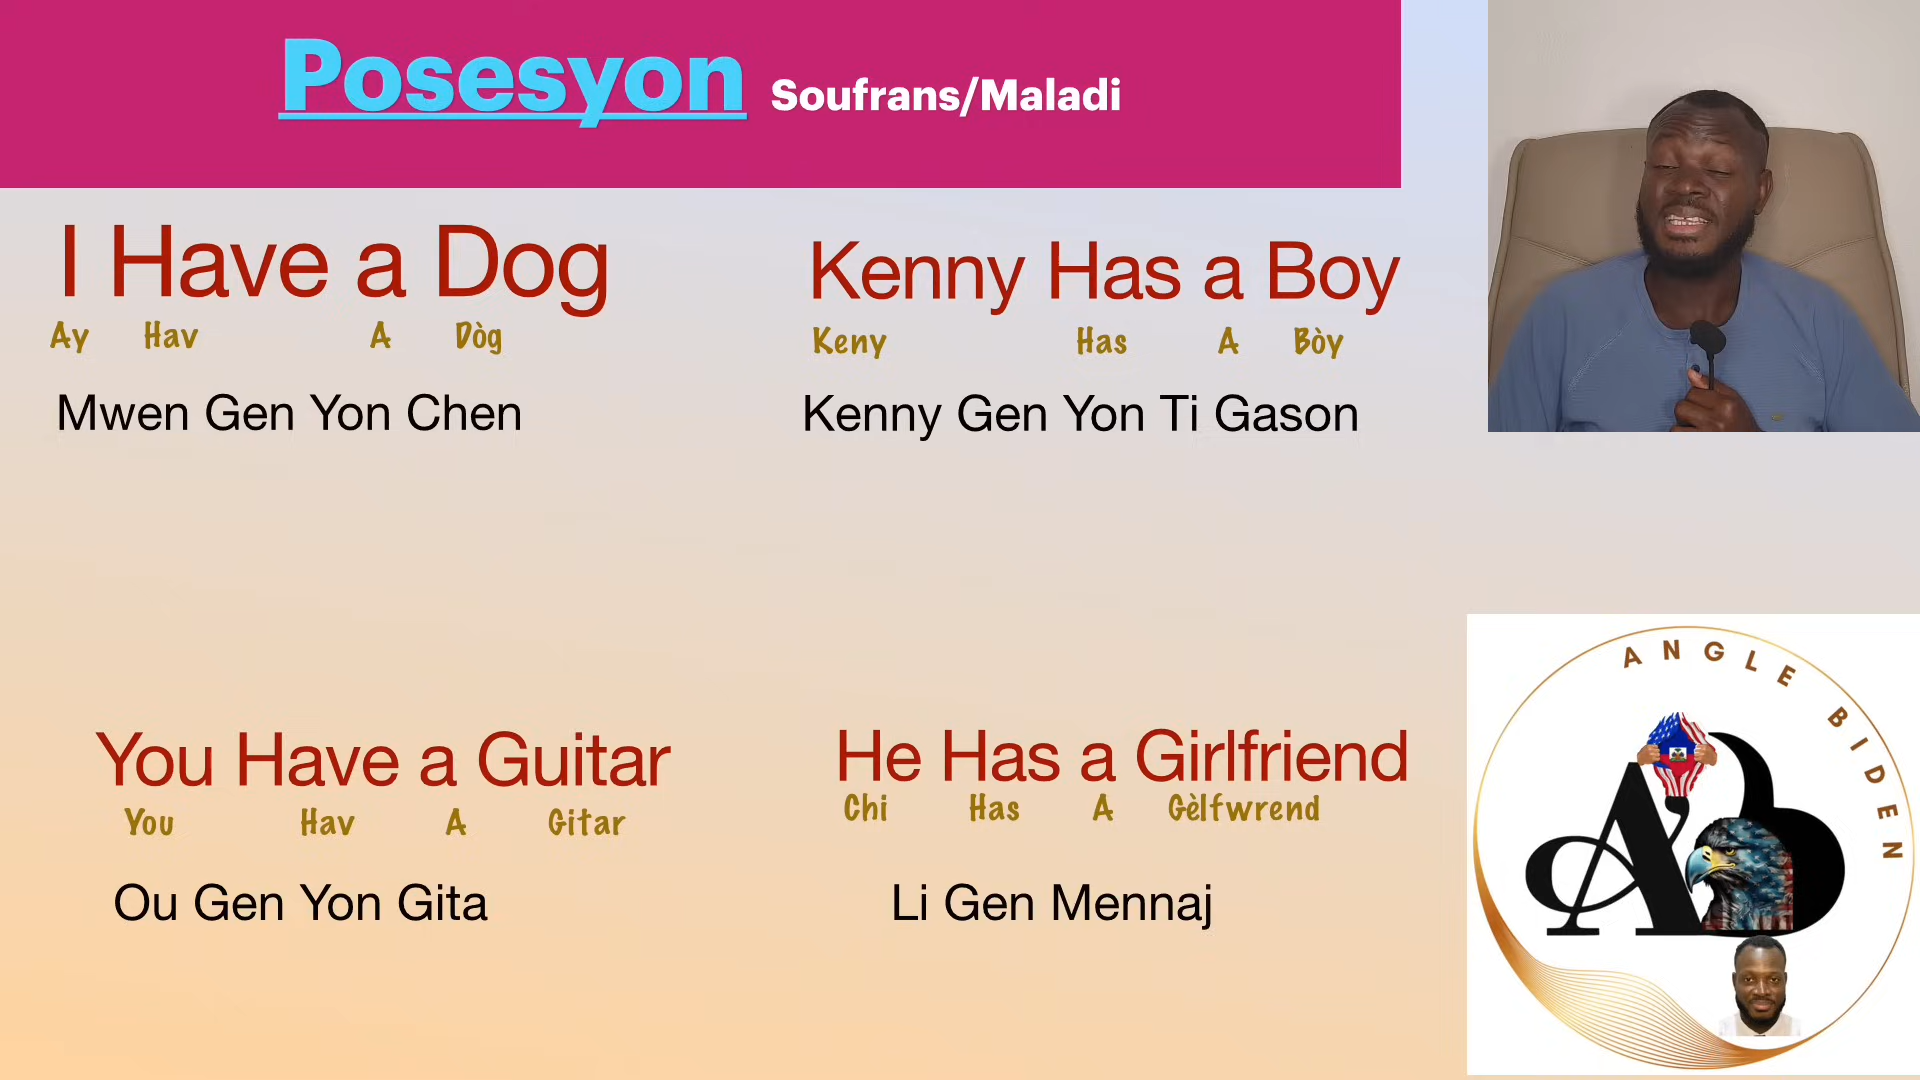 Posesyon Soufrans/Maladi
I Have a Dog
Ay Hav A Dòg
Mwen Gen Yon Chen
Kenny Has a Boy
Keny Has A Bòy
Kenny Gen Yon Ti Gason
You Have a Guitar
You Hav A Gitar
Ou Gen Yon Gita
He Has a Girlfriend
Chi Has A Gèlfwrend
Li Gen Mennaj
ANGLE BIDEN
AB